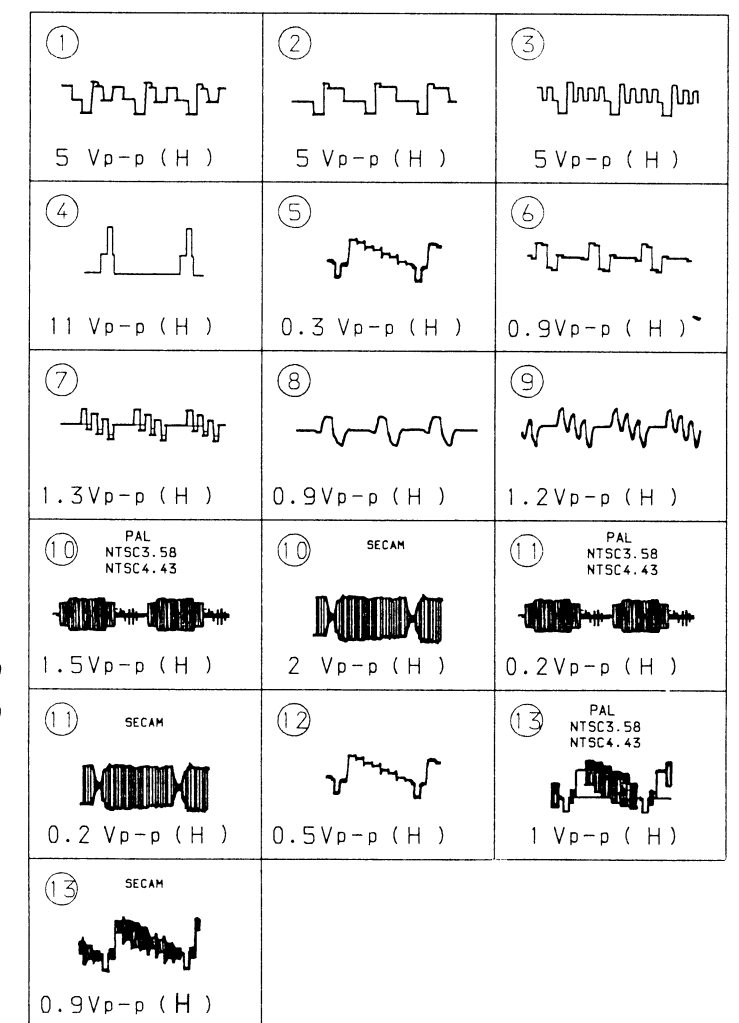 1
5 Vp-p ( H )
2
5 Vp-p ( H )
3
5 Vp-p ( H )
4
11 Vp-p ( H )
5
0.3 Vp-p ( H )
6
0.9Vp-p ( H )
7
1.3Vp-p ( H )
8
0.9Vp-p ( H )
9
1.2Vp-p ( H )
10
PAL
NTSC3.58
NTSC4.43
1.5Vp-p ( H )
10
SECAM
2 Vp-p ( H )
11
PAL
NTSC3.58
NTSC4.43
0.2Vp-p ( H )
11
SECAM
0.2 Vp-p ( H )
12
0.5Vp-p ( H )
13
PAL
NTSC3.58
NTSC4.43
1 Vp-p ( H )
13
SECAM
0.9Vp-p ( H )